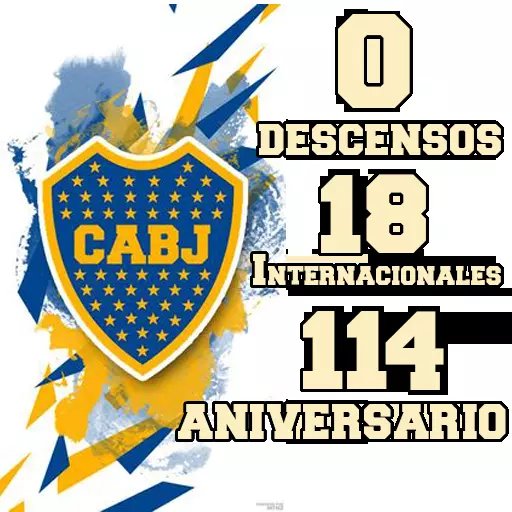 0
DESCENSOS
CABJ
18
INTERNACIONALES
114
ANIVERSARIO